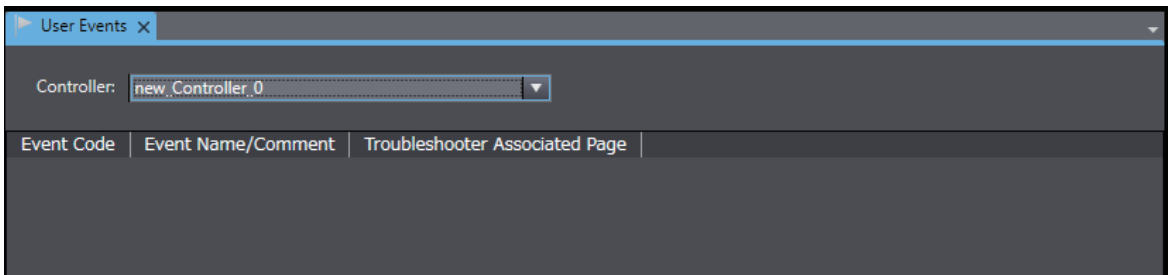 User Events
Controller: new_Controller_0
Event Code Event Name/Comment Troubleshooter Associated Page